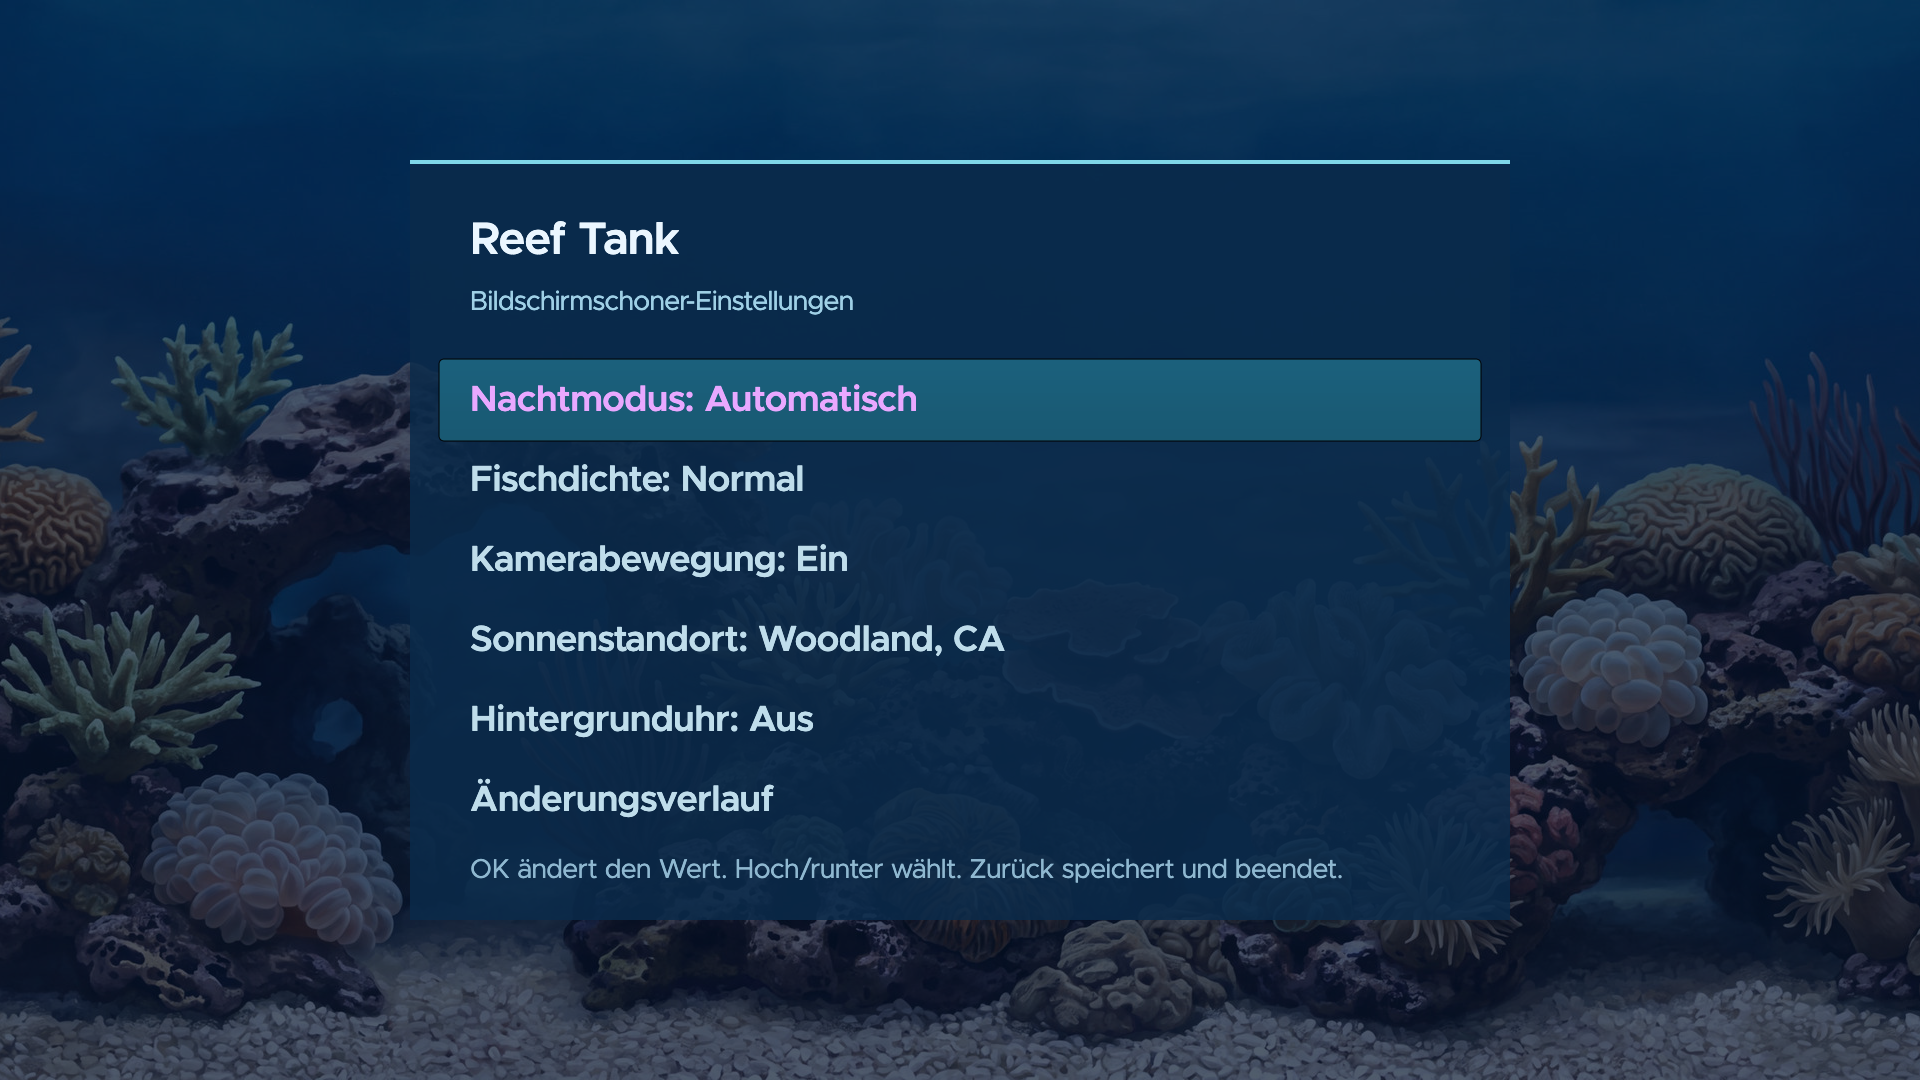 Reef Tank
Bildschirmschoner-Einstellungen
Nachtmodus: Automatisch
Fischdichte: Normal
Kamerabewegung: Ein
Sonnenstandort: Woodland, CA
Hintergrunduhr: Aus
Änderungsverlauf
OK ändert den Wert. Hoch/runter wählt. Zurück speichert und beendet.